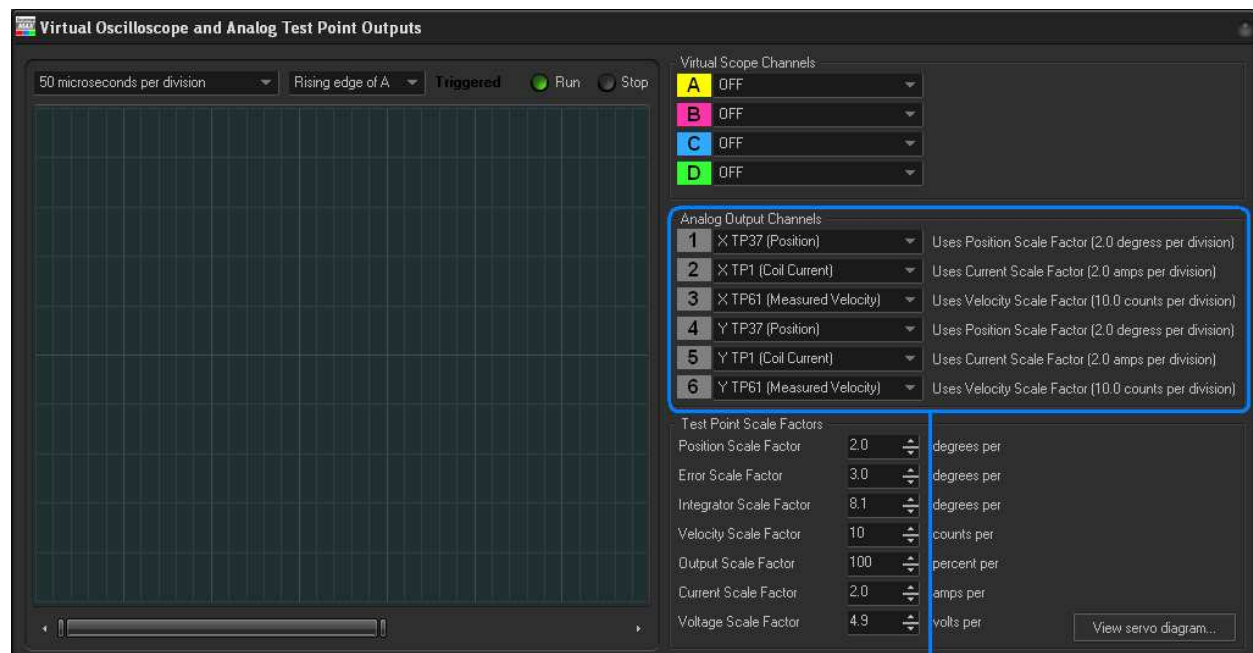 Virtual Oscilloscope and Analog Test Point Outputs
50 microseconds per division
Rising edge of A
Triggered
Run
Stop
Virtual Scope Channels
A OFF
B OFF
C OFF
D OFF
Analog Output Channels
1 X TP37 (Position) Uses Position Scale Factor (2.0 degress per division)
2 X TP1 (Coil Current) Uses Current Scale Factor (2.0 amps per division)
3 X TP61 (Measured Velocity) Uses Velocity Scale Factor (10.0 counts per division)
4 Y TP37 (Position) Uses Position Scale Factor (2.0 degress per division)
5 Y TP1 (Coil Current) Uses Current Scale Factor (2.0 amps per division)
6 Y TP61 (Measured Velocity) Uses Velocity Scale Factor (10.0 counts per division)
Test Point Scale Factors
Position Scale Factor 2.0 degrees per
Error Scale Factor 3.0 degrees per
Integrator Scale Factor 8.1 degrees per
Velocity Scale Factor 10 counts per
Output Scale Factor 100 percent per
Current Scale Factor 2.0 amps per
Voltage Scale Factor 4.9 volts per
View servo diagram...